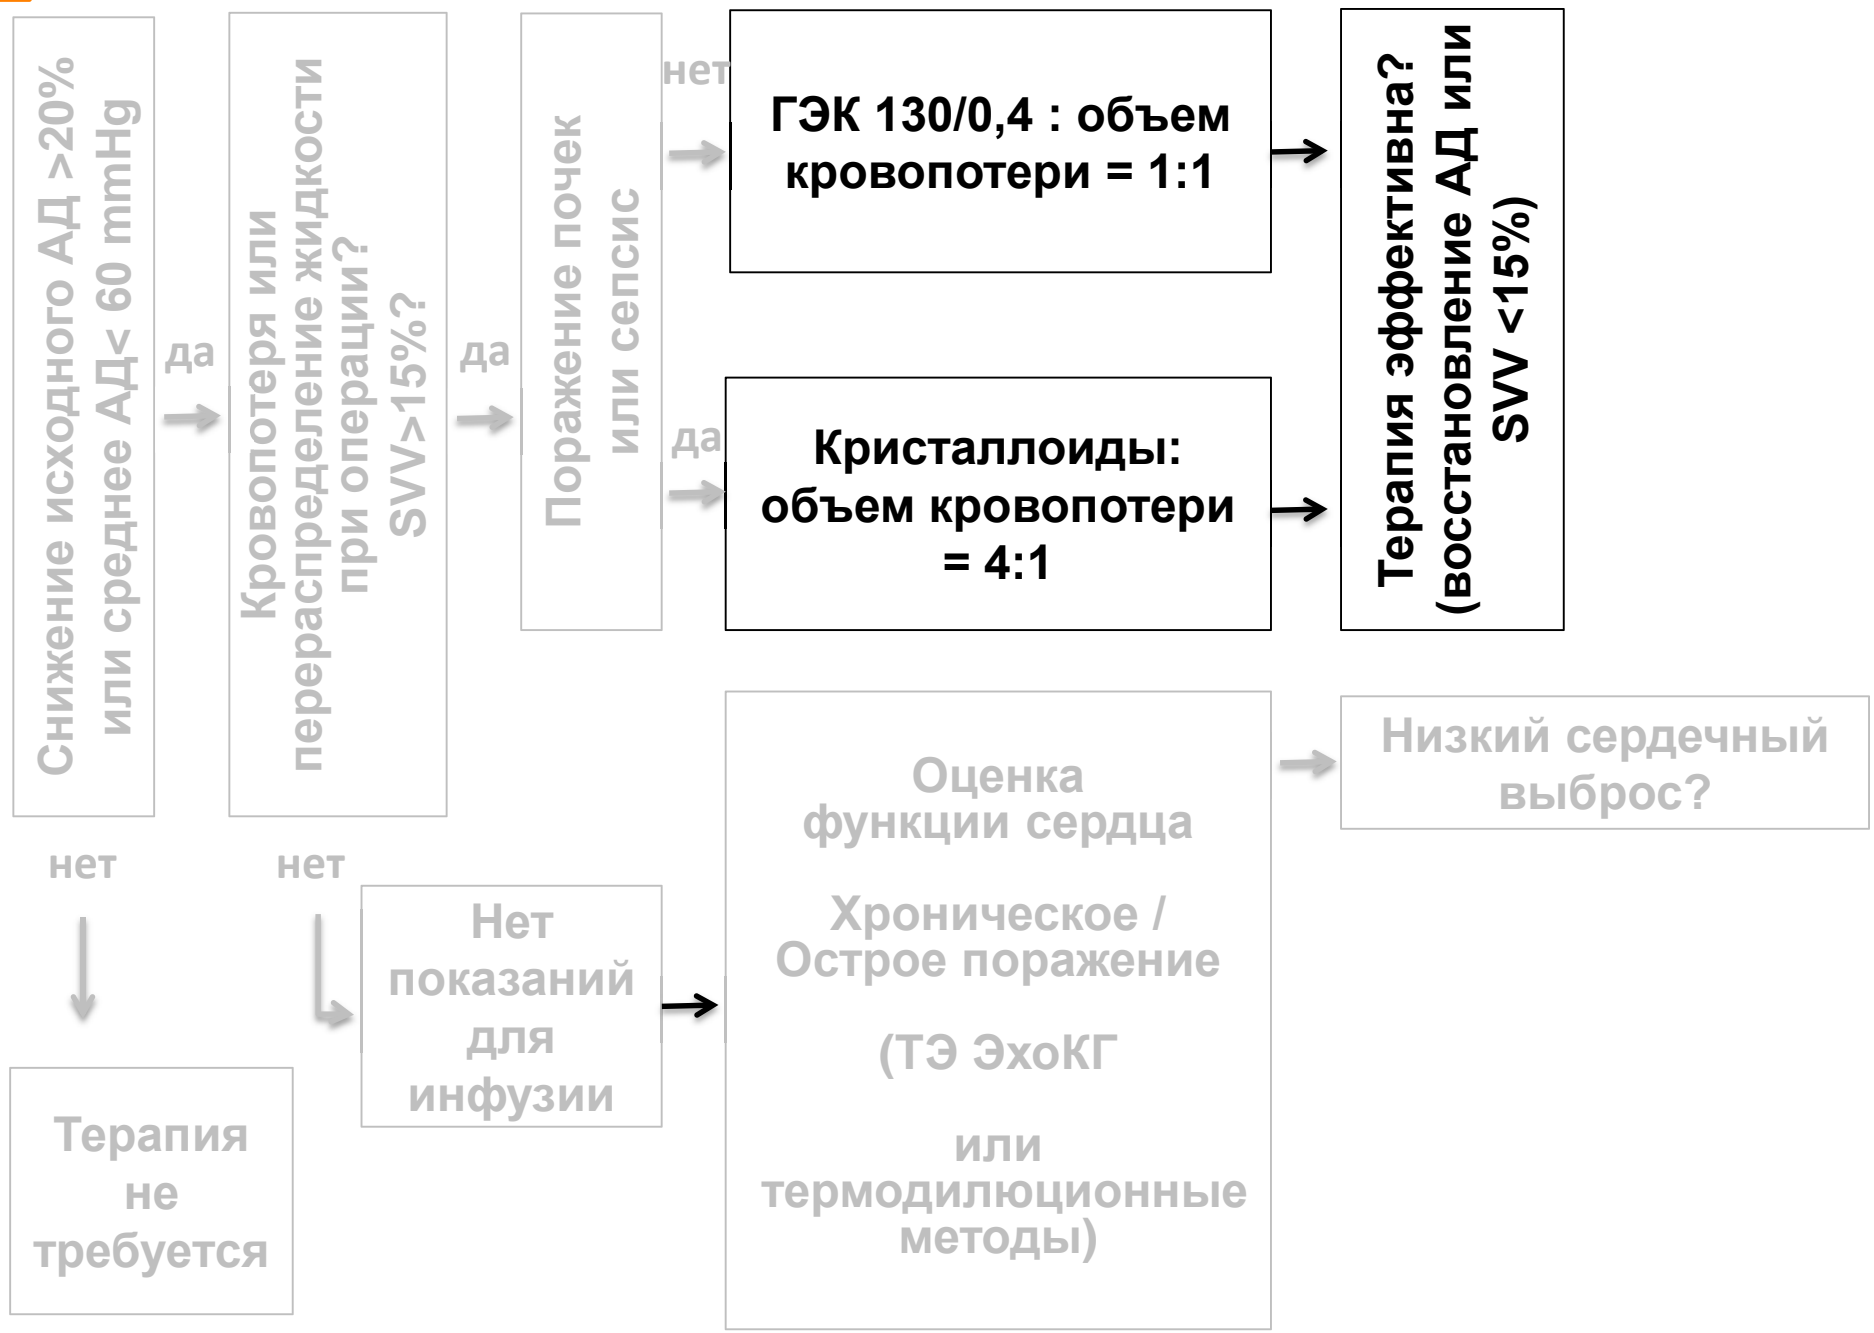 Снижение исходного АД >20%
или среднее АД< 60 mmHg
да
нет
Терапия
не
требуется
Кровопотеря или
перераспределение жидкости
при операции?
SVV>15%?
да
нет
Нет
показаний
для
инфузии
Поражение почек
или сепсис
нет
ГЭК 130/0,4 : объем
кровопотери = 1:1
да
Кристаллоиды:
объем кровопотери
= 4:1
Терапия эффективна?
(восстановление АД или
SVV <15%)
Оценка
функции сердца
Хроническое /
Острое поражение
(ТЭ ЭхоКГ
или
термодилюционные
методы)
Низкий сердечный
выброс?